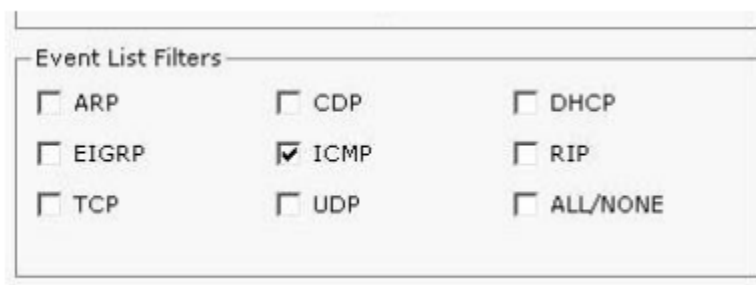 Event List Filters
ARP CDP DHCP
EIGRP ICMP RIP
TCP UDP ALL/NONE